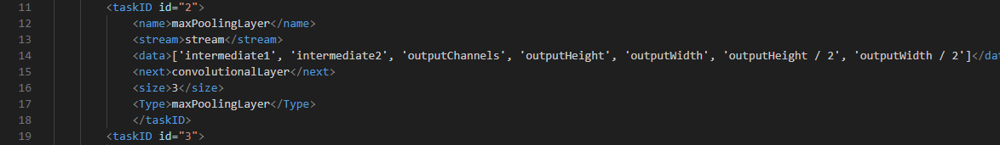 11 <taskID id="2">
12 <name>maxPoolingLayer</name>
13 <stream>stream</stream>
14 <data>['intermediate1', 'intermediate2', 'outputChannels', 'outputHeight', 'outputWidth', 'outputHeight / 2', 'outputWidth / 2']</dat
15 <next>convolutionalLayer</next>
16 <size>3</size>
17 <Type>maxPoolingLayer</Type>
18 </taskID>
19 <taskID id="3">